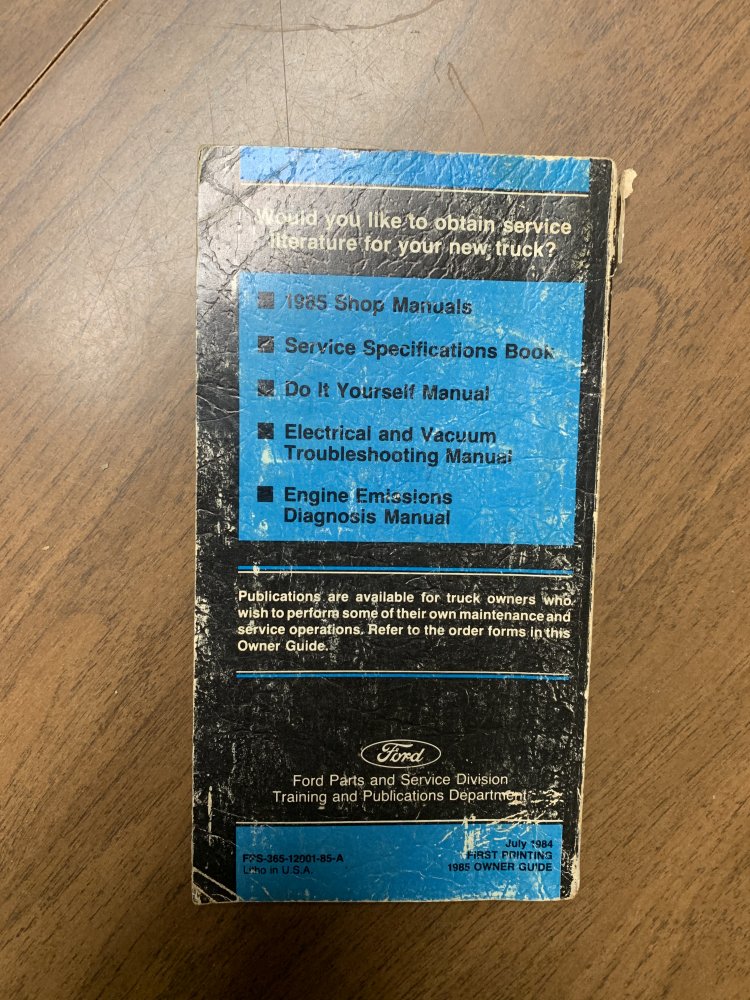 Would you like to obtain service
literature for your new truck?
1985 Shop Manuals
Service Specifications Book
Do It Yourself Manual
Electrical and Vacuum
Troubleshooting Manual
Engine Emissions
Diagnosis Manual
Publications are available for truck owners who
wish to perform some of their own maintenance and
service operations. Refer to the order forms in this
Owner Guide.
Ford
Ford Parts and Service Division
Training and Publications Department
FPS-365-12001-85-A
Litho in U.S.A.
July 1984
FIRST PRINTING
1985 OWNER GUIDE